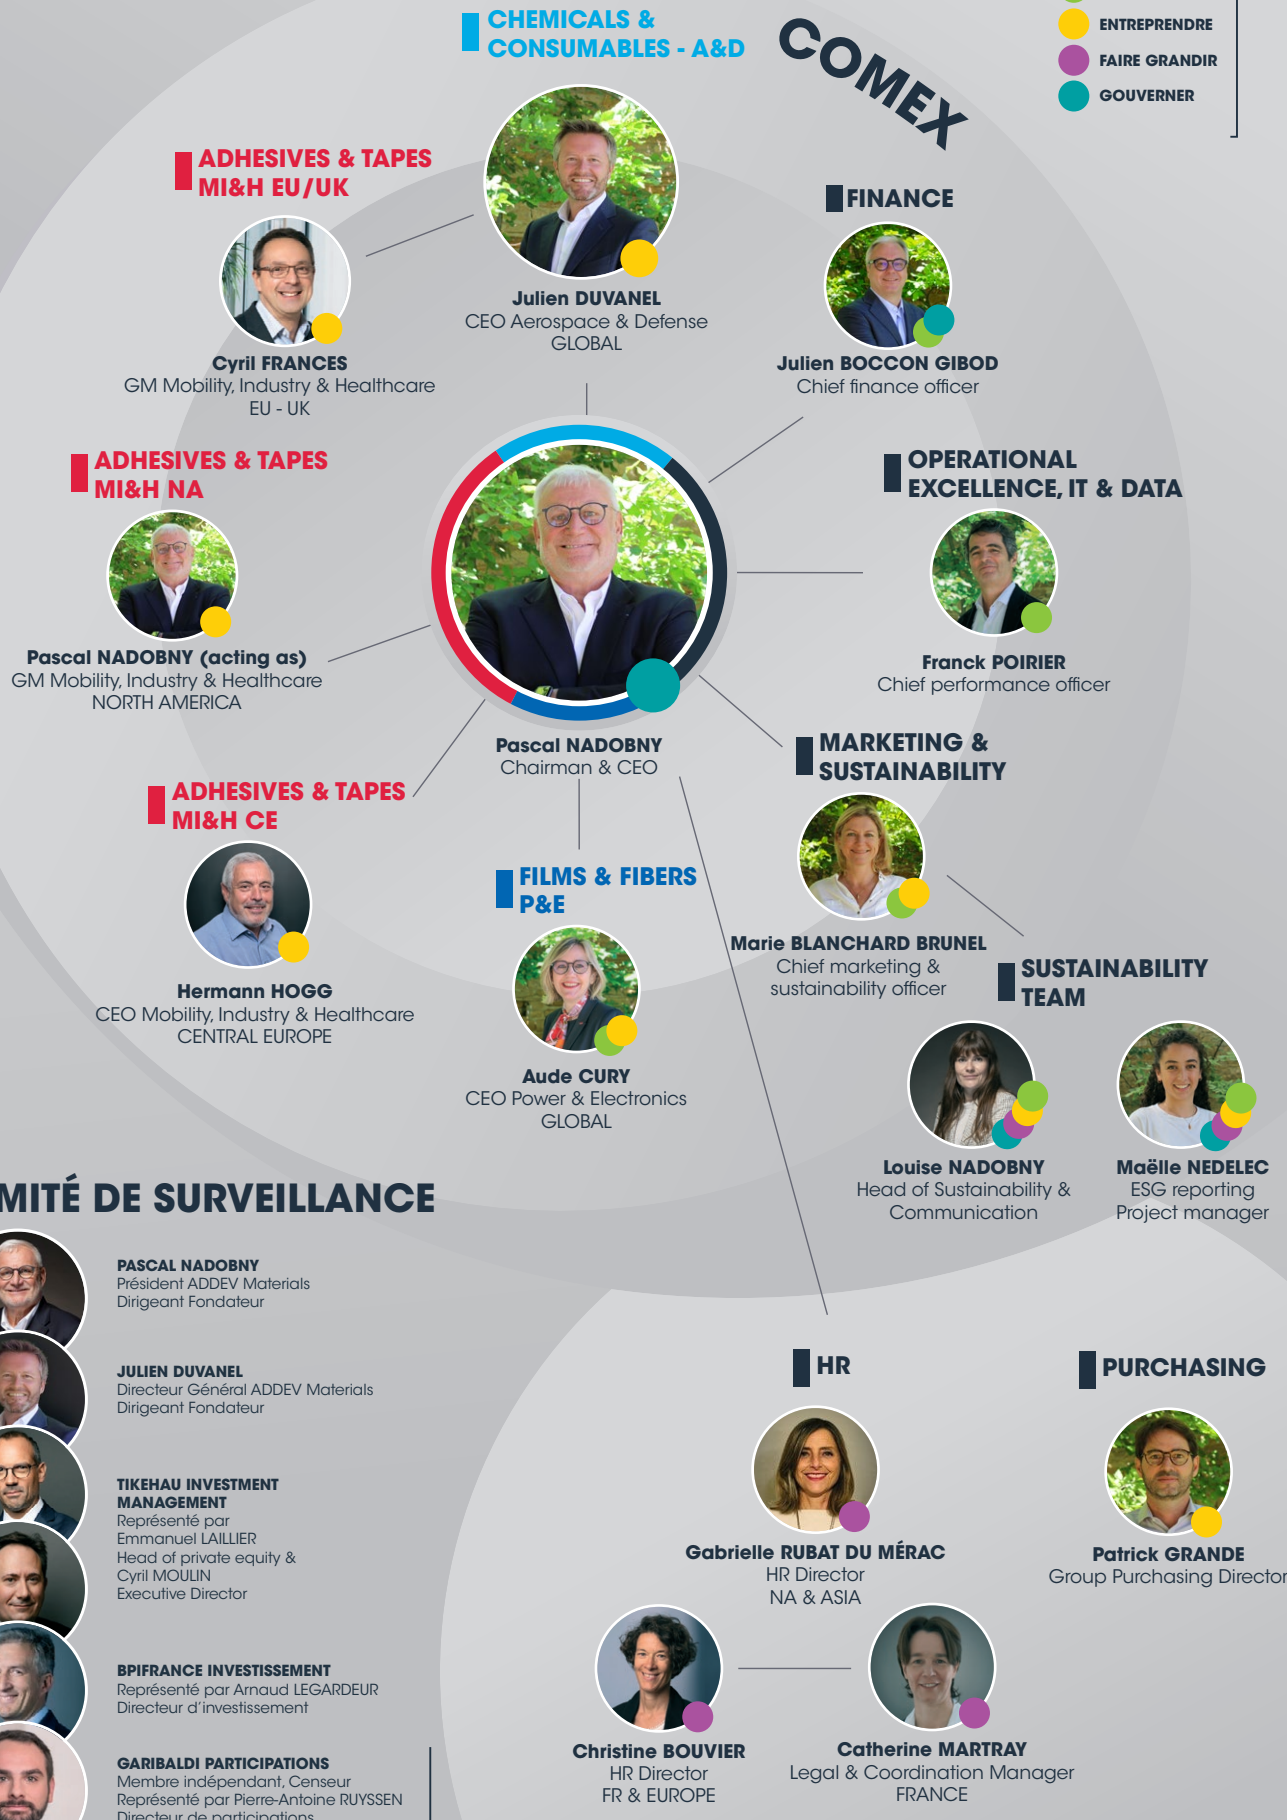 CHEMICALS &
CONSUMABLES - A&D
COMEX
ENTREPRENDRE
FAIRE GRANDIR
GOUVERNER
ADHESIVES & TAPES
MI&H EU/UK
FINANCE
Julien DUVANEL
CEO Aerospace & Defense
GLOBAL
Cyril FRANCES
GM Mobility, Industry & Healthcare
EU - UK
Julien BOCCON GIBOD
Chief finance officer
ADHESIVES & TAPES
MI&H NA
OPERATIONAL
EXCELLENCE, IT & DATA
Pascal NADOBNY (acting as)
GM Mobility, Industry & Healthcare
NORTH AMERICA
Franck POIRIER
Chief performance officer
Pascal NADOBNY
Chairman & CEO
MARKETING &
SUSTAINABILITY
ADHESIVES & TAPES
MI&H CE
FILMS & FIBERS
P&E
Marie BLANCHARD BRUNEL
Chief marketing &
sustainability officer
SUSTAINABILITY
TEAM
Hermann HOGG
CEO Mobility, Industry & Healthcare
CENTRAL EUROPE
Aude CURY
CEO Power & Electronics
GLOBAL
Louise NADOBNY
Head of Sustainability &
Communication
Maëlle NEDELEC
ESG reporting
Project manager
MITÉ DE SURVEILLANCE
PASCAL NADOBNY
Président ADDEV Materials
Dirigeant Fondateur
JULIEN DUVANEL
Directeur Général ADDEV Materials
Dirigeant Fondateur
TIKEHAU INVESTMENT
MANAGEMENT
Représenté par
Emmanuel LAILLIER
Head of private equity &
Cyril MOULIN
Executive Director
BPIFRANCE INVESTISSEMENT
Représenté par Arnaud LEGARDEUR
Directeur d'investissement
GARIBALDI PARTICIPATIONS
Membre indépendant, Censeur
Représenté par Pierre-Antoine RUYSSEN
Directeur de participations
HR
PURCHASING
Gabrielle RUBAT DU MÉRAC
HR Director
NA & ASIA
Patrick GRANDE
Group Purchasing Director
Christine BOUVIER
HR Director
FR & EUROPE
Catherine MARTRAY
Legal & Coordination Manager
FRANCE